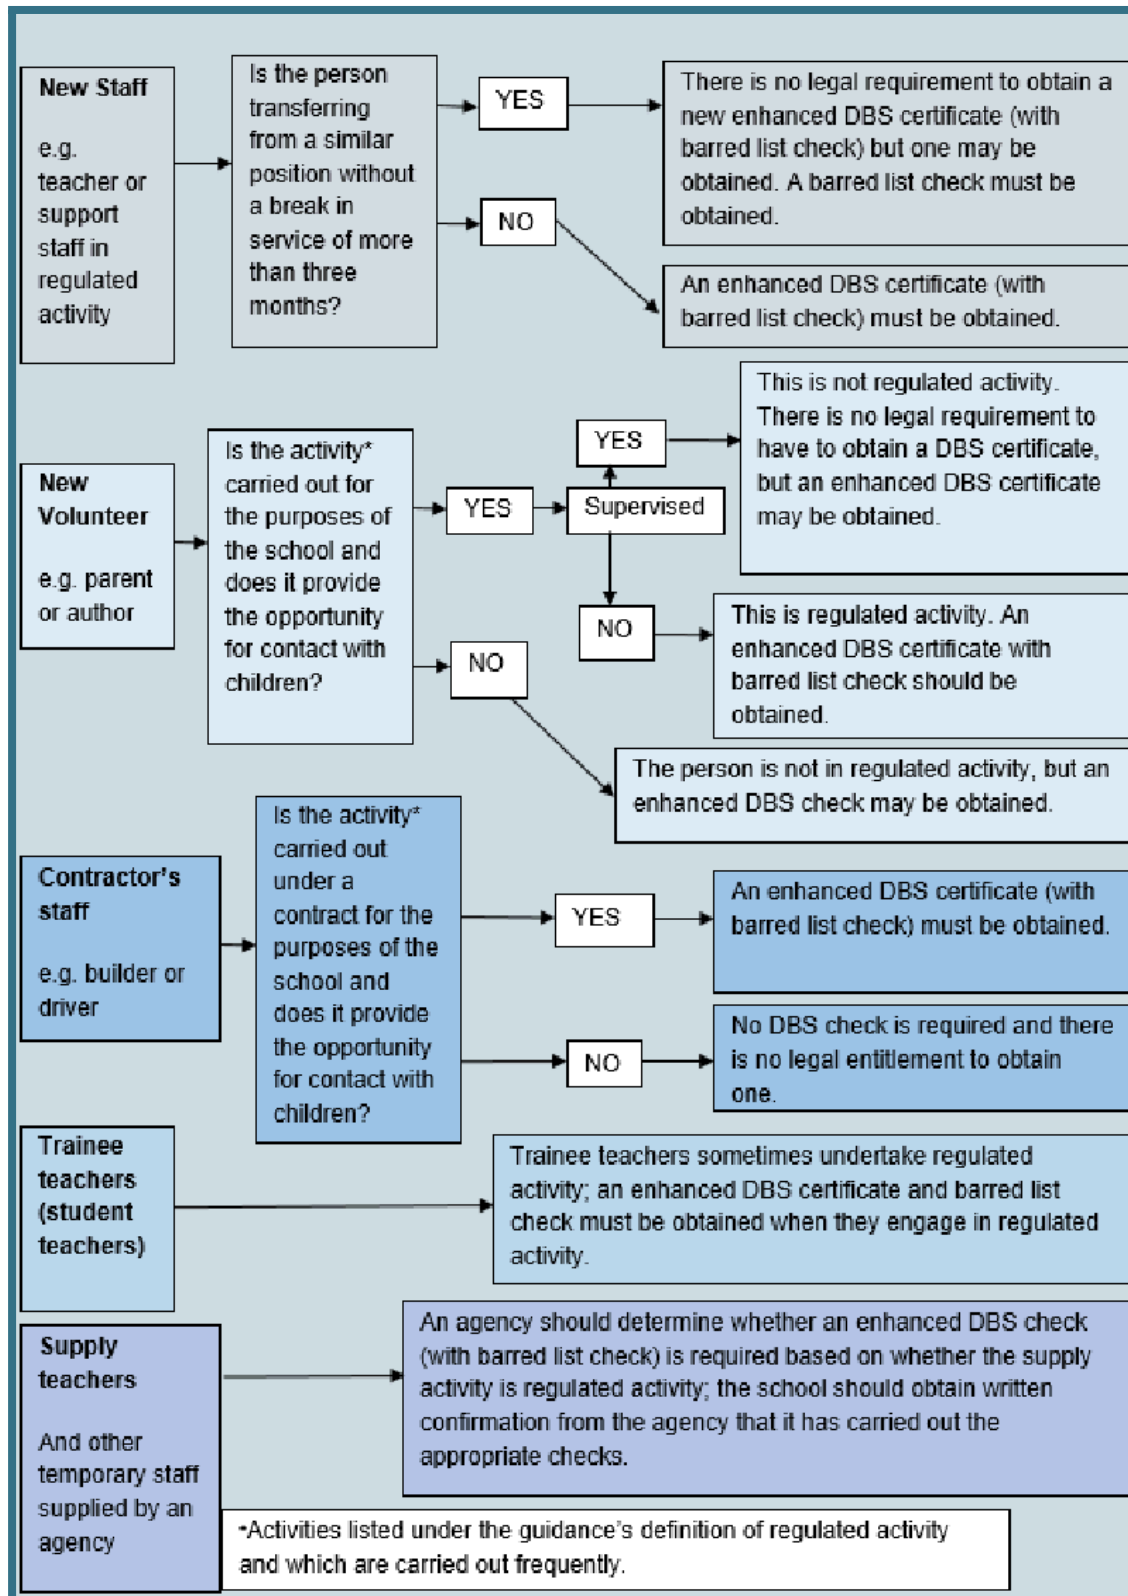 New Staff
e.g.
teacher or
support
staff in
regulated
activity
Is the person
transferring
from a similar
position without
a break in
service of more
than three
months?
YES
There is no legal requirement to obtain a
new enhanced DBS certificate (with
barred list check) but one may be
obtained. A barred list check must be
obtained.
NO
An enhanced DBS certificate (with
barred list check) must be obtained.
New
Volunteer
e.g. parent
or author
Is the activity*
carried out for
the purposes of
the school and
does it provide
the opportunity
for contact with
children?
YES
Supervised
YES
This is not regulated activity.
There is no legal requirement to
have to obtain a DBS certificate,
but an enhanced DBS certificate
may be obtained.
NO
This is regulated activity. An
enhanced DBS certificate with
barred list check should be
obtained.
NO
The person is not in regulated activity, but an
enhanced DBS check may be obtained.
Contractor's
staff
e.g. builder or
driver
Is the activity*
carried out
under a
contract for the
purposes of the
school and
does it provide
the opportunity
for contact with
children?
YES
An enhanced DBS certificate (with
barred list check) must be obtained.
NO
No DBS check is required and there
is no legal entitlement to obtain
one.
Trainee
teachers
(student
teachers)
Trainee teachers sometimes undertake regulated
activity; an enhanced DBS certificate and barred list
check must be obtained when they engage in regulated
activity.
Supply
teachers
And other
temporary staff
supplied by an
agency
An agency should determine whether an enhanced DBS check
(with barred list check) is required based on whether the supply
activity is regulated activity; the school should obtain written
confirmation from the agency that it has carried out the
appropriate checks.
*Activities listed under the guidance's definition of regulated activity
and which are carried out frequently.